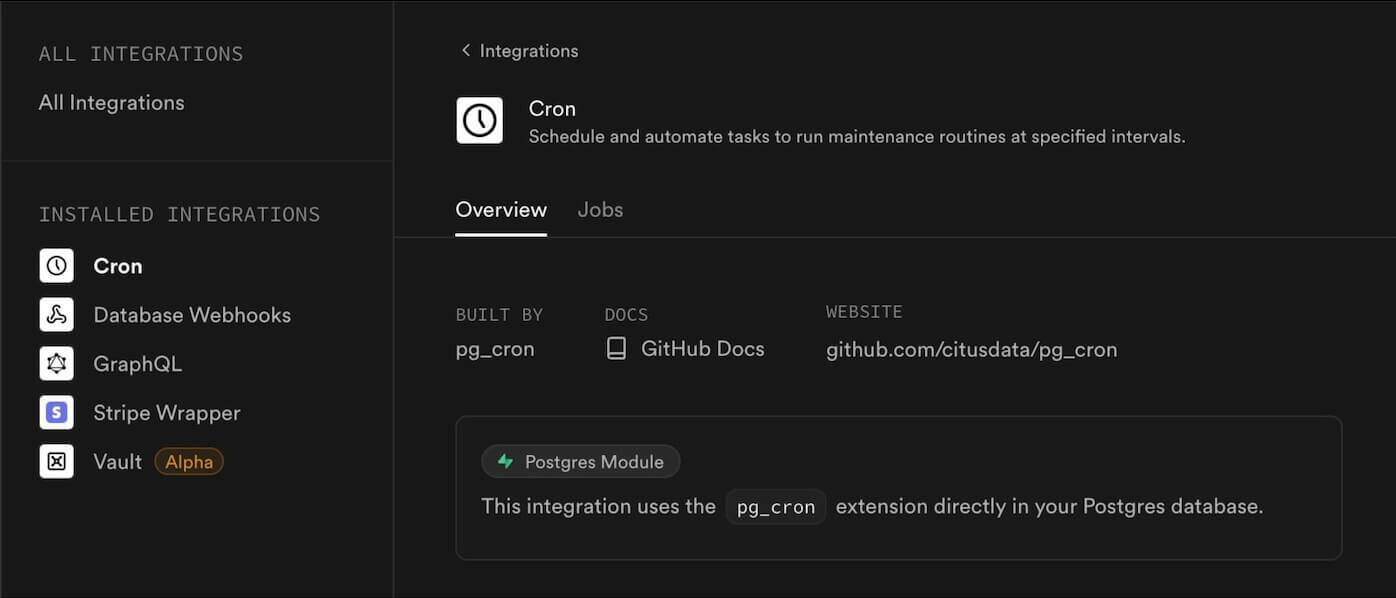 ALL INTEGRATIONS
All Integrations
INSTALLED INTEGRATIONS
Cron
Database Webhooks
GraphQL
S Stripe Wrapper
Vault Alpha
Integrations
Cron
Schedule and automate tasks to run maintenance routines at specified intervals.
Overview Jobs
BUILT BY DOCS WEBSITE
pg_cron GitHub Docs github.com/citusdata/pg_cron
Postgres Module
This integration uses the pg_cron extension directly in your Postgres database.